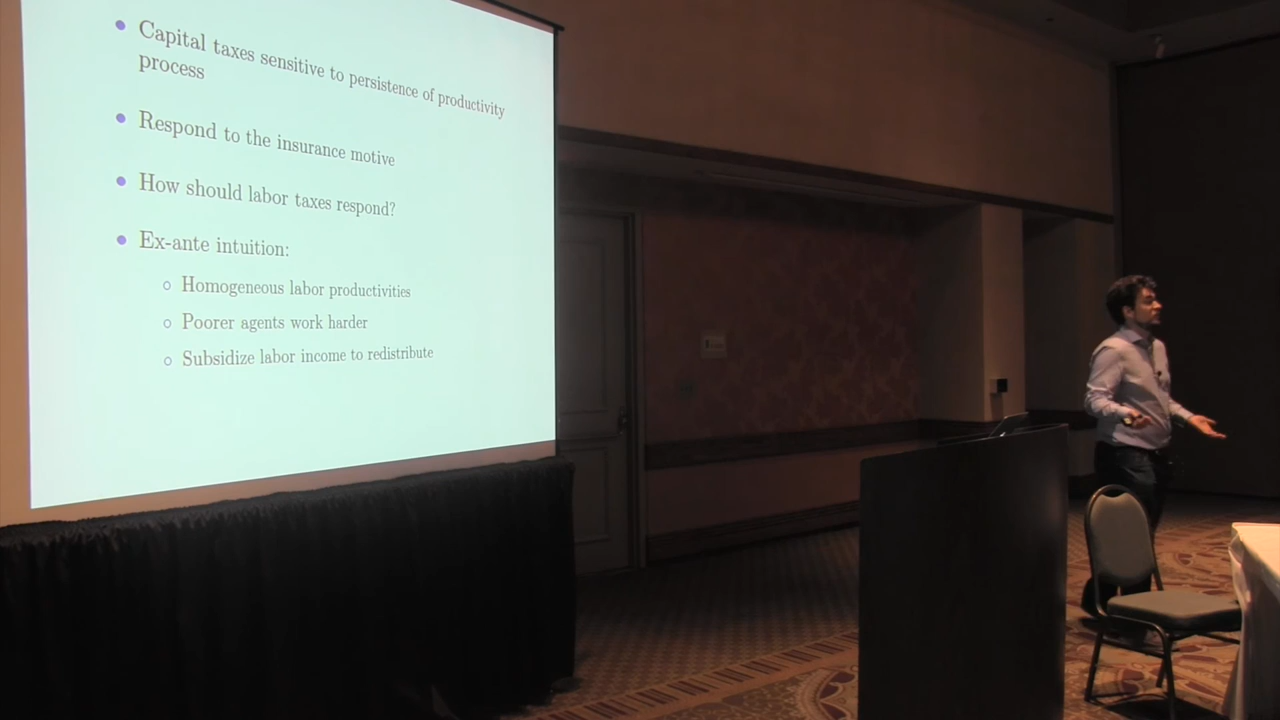 Capital taxes sensitive to persistence of productivity
process
Respond to the insurance motive
How should labor taxes respond?
Ex-ante intuition:
Homogeneous labor productivities
Poorer agents work harder
Subsidize labor income to redistribute